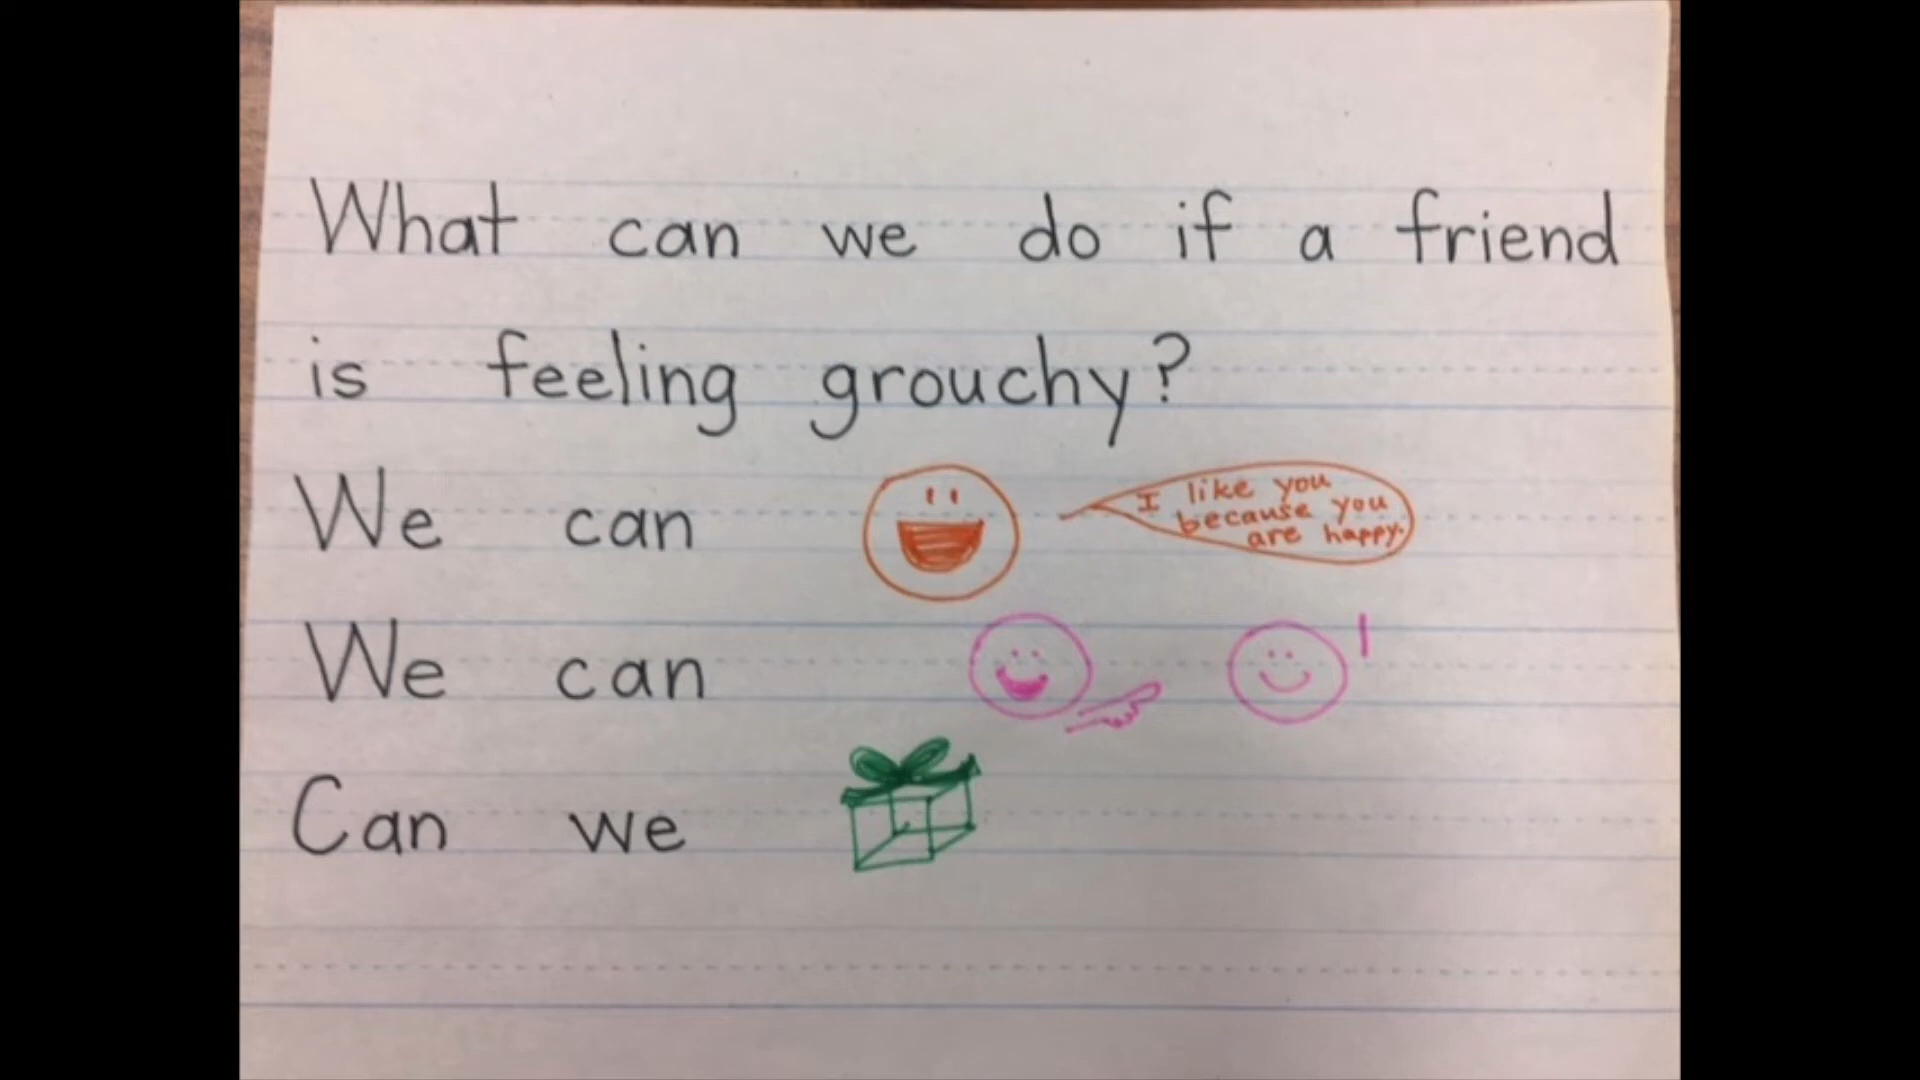 What can we do if a friend
is feeling grouchy?
We can
I like you
because you
are happy.
We can
Can we